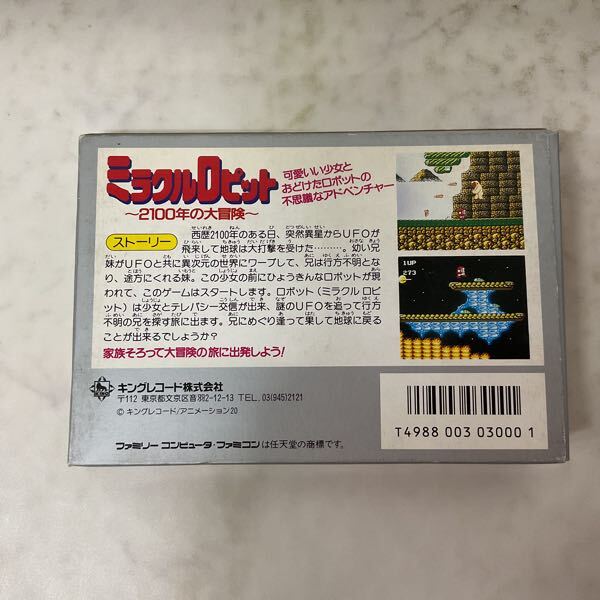 ミラクルロピット
~2100年の大冒険~
可愛いい少女と
おどけたロボットの
不思議なアドベンチャー
ストーリー
西歴2100年のある日、突然異星からUFOが
飛来して地球は大打撃を受けた………。幼い兄
妹がUFOと共に異次元の世界にワープして、兄は行方不明とな
り、途方にくれる妹。この少女の前にひょうきんなロボットが現
われて、このゲームはスタートします。ロボット(ミラクルロピ
ット)は少女とテレパシー交信が出来、謎のUFOを追って行方
不明の兄を探す旅に出ます。兄にめぐり逢って果して地球に戻る
ことが出来るでしょうか?
家族そろって大冒険の旅に出発しよう!
1UP
273
キングレコード株式会社
〒112 東京都文京区音羽2-12-13 TEL.03(945)2121
© キングレコード/アニメーション20
T4988 003 03000 1
ファミリーコンピュータ・ファミコンは任天堂の商標です。